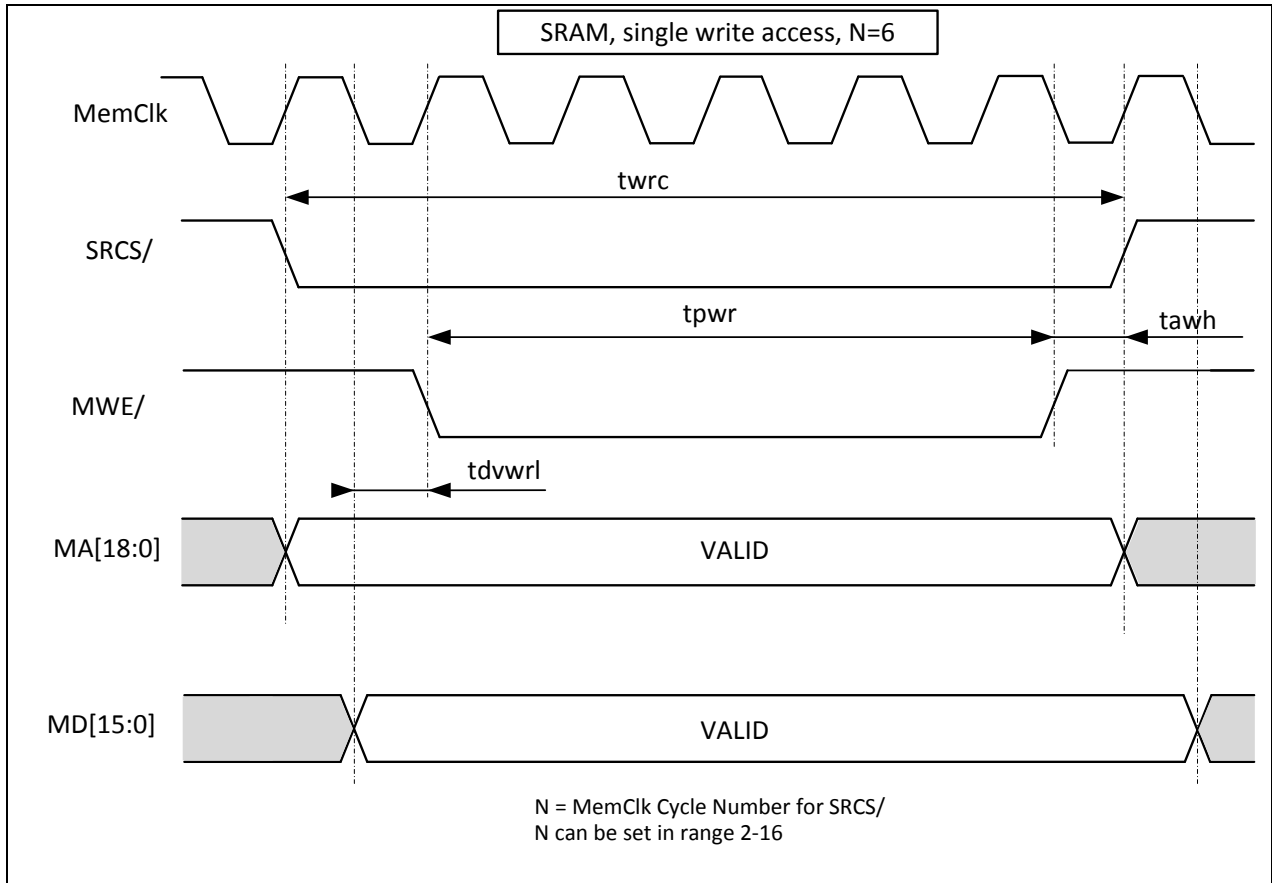 SRAM, single write access, N=6
MemClk
twrc
SRCS/
tpwr
tawh
MWE/
tdvwrl
MA[18:0]
VALID
MD[15:0]
VALID
N = MemClk Cycle Number for SRCS/
N can be set in range 2-16